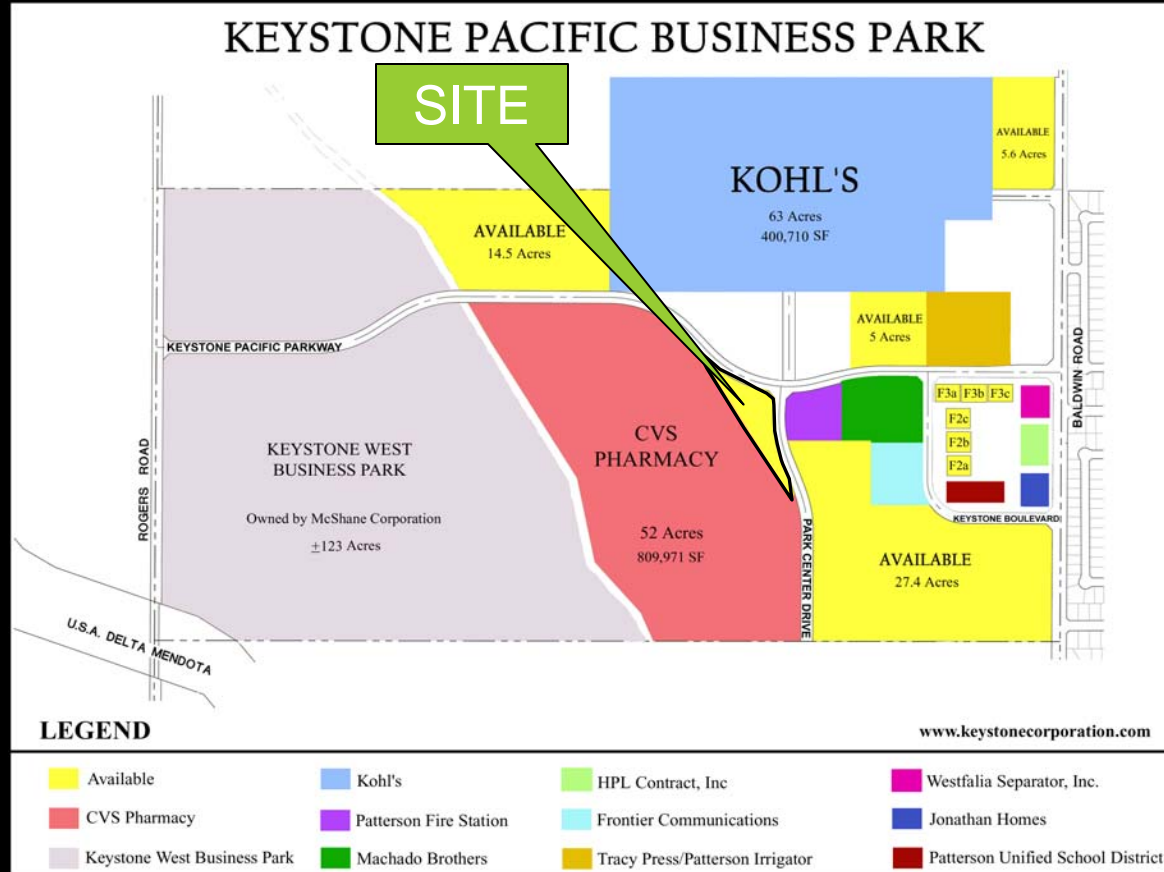 KEYSTONE PACIFIC BUSINESS PARK
SITE
AVAILABLE
5.6 Acres
KOHL'S
63 Acres
400,710 SF
AVAILABLE
14.5 Acres
AVAILABLE
5 Acres
KEYSTONE PACIFIC PARKWAY
BALDWIN ROAD
F3a F3b F3c
F2c
F2b
F2a
CVS
PHARMACY
52 Acres
809,971 SF
KEYSTONE WEST
BUSINESS PARK
Owned by McShane Corporation
±123 Acres
ROGERS ROAD
KEYSTONE BOULEVARD
PARK CENTER DRIVE
AVAILABLE
27.4 Acres
U.S.A. DELTA MENDOTA
LEGEND
www.keystonecorporation.com
Available
Kohl's
HPL Contract, Inc
Westfalia Separator, Inc.
CVS Pharmacy
Patterson Fire Station
Frontier Communications
Jonathan Homes
Keystone West Business Park
Machado Brothers
Tracy Press/Patterson Irrigator
Patterson Unified School District